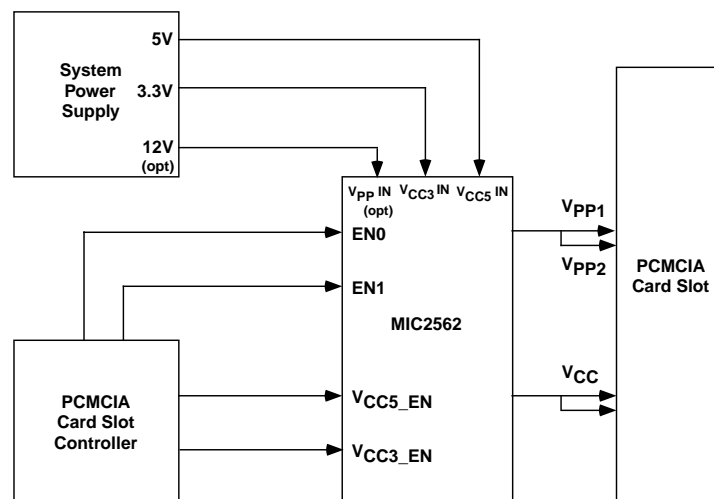 System
Power
Supply
5V
3.3V
12V
(opt)
VPP IN
(opt)
VCC3 IN
VCC5 IN
EN0
EN1
MIC2562
VCC5_EN
VCC3_EN
VPP1
VPP2
VCC
PCMCIA
Card Slot
PCMCIA
Card Slot
Controller